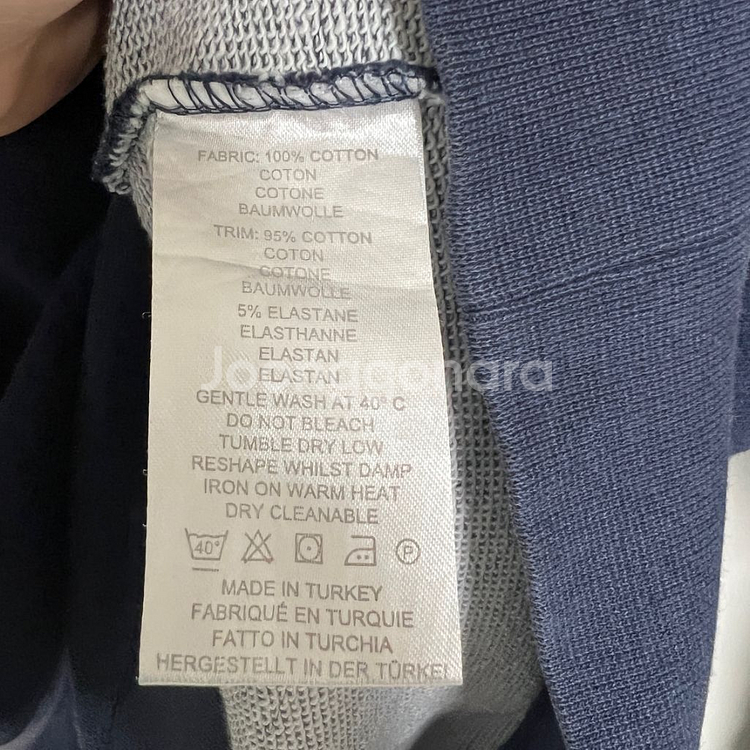 FABRIC: 100% COTTON
COTON
COTONE
BAUMWOLLE
TRIM: 95% COTTON
COTON
COTONE
BAUMWOLLE
5% ELASTANE
ELASTHANNE
ELASTAN
ELASTAN
GENTLE WASH AT 40° C
DO NOT BLEACH
TUMBLE DRY LOW
RESHAPE WHILST DAMP
IRON ON WARM HEAT
DRY CLEANABLE
40° P
MADE IN TURKEY
FABRIQUÉ EN TURQUIE
FATTO IN TURCHIA
HERGESTELLT IN DER TÜRKEI